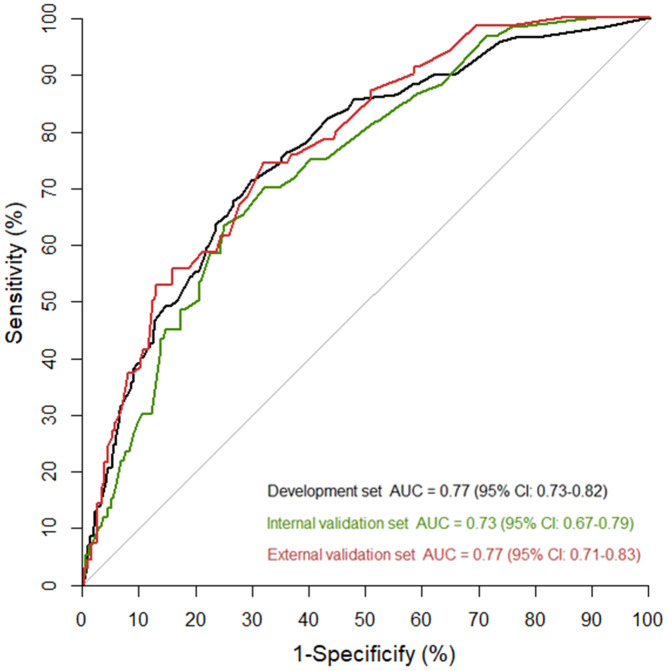 100
90
80
70
60
50
40
30
20
10
0
Sensitivity (%)
Development set AUC = 0.77 (95% CI: 0.73-0.82)
Internal validation set AUC = 0.73 (95% CI: 0.67-0.79)
External validation set AUC = 0.77 (95% CI: 0.71-0.83)
0 10 20 30 40 50 60 70 80 90 100
1-Specificify (%)